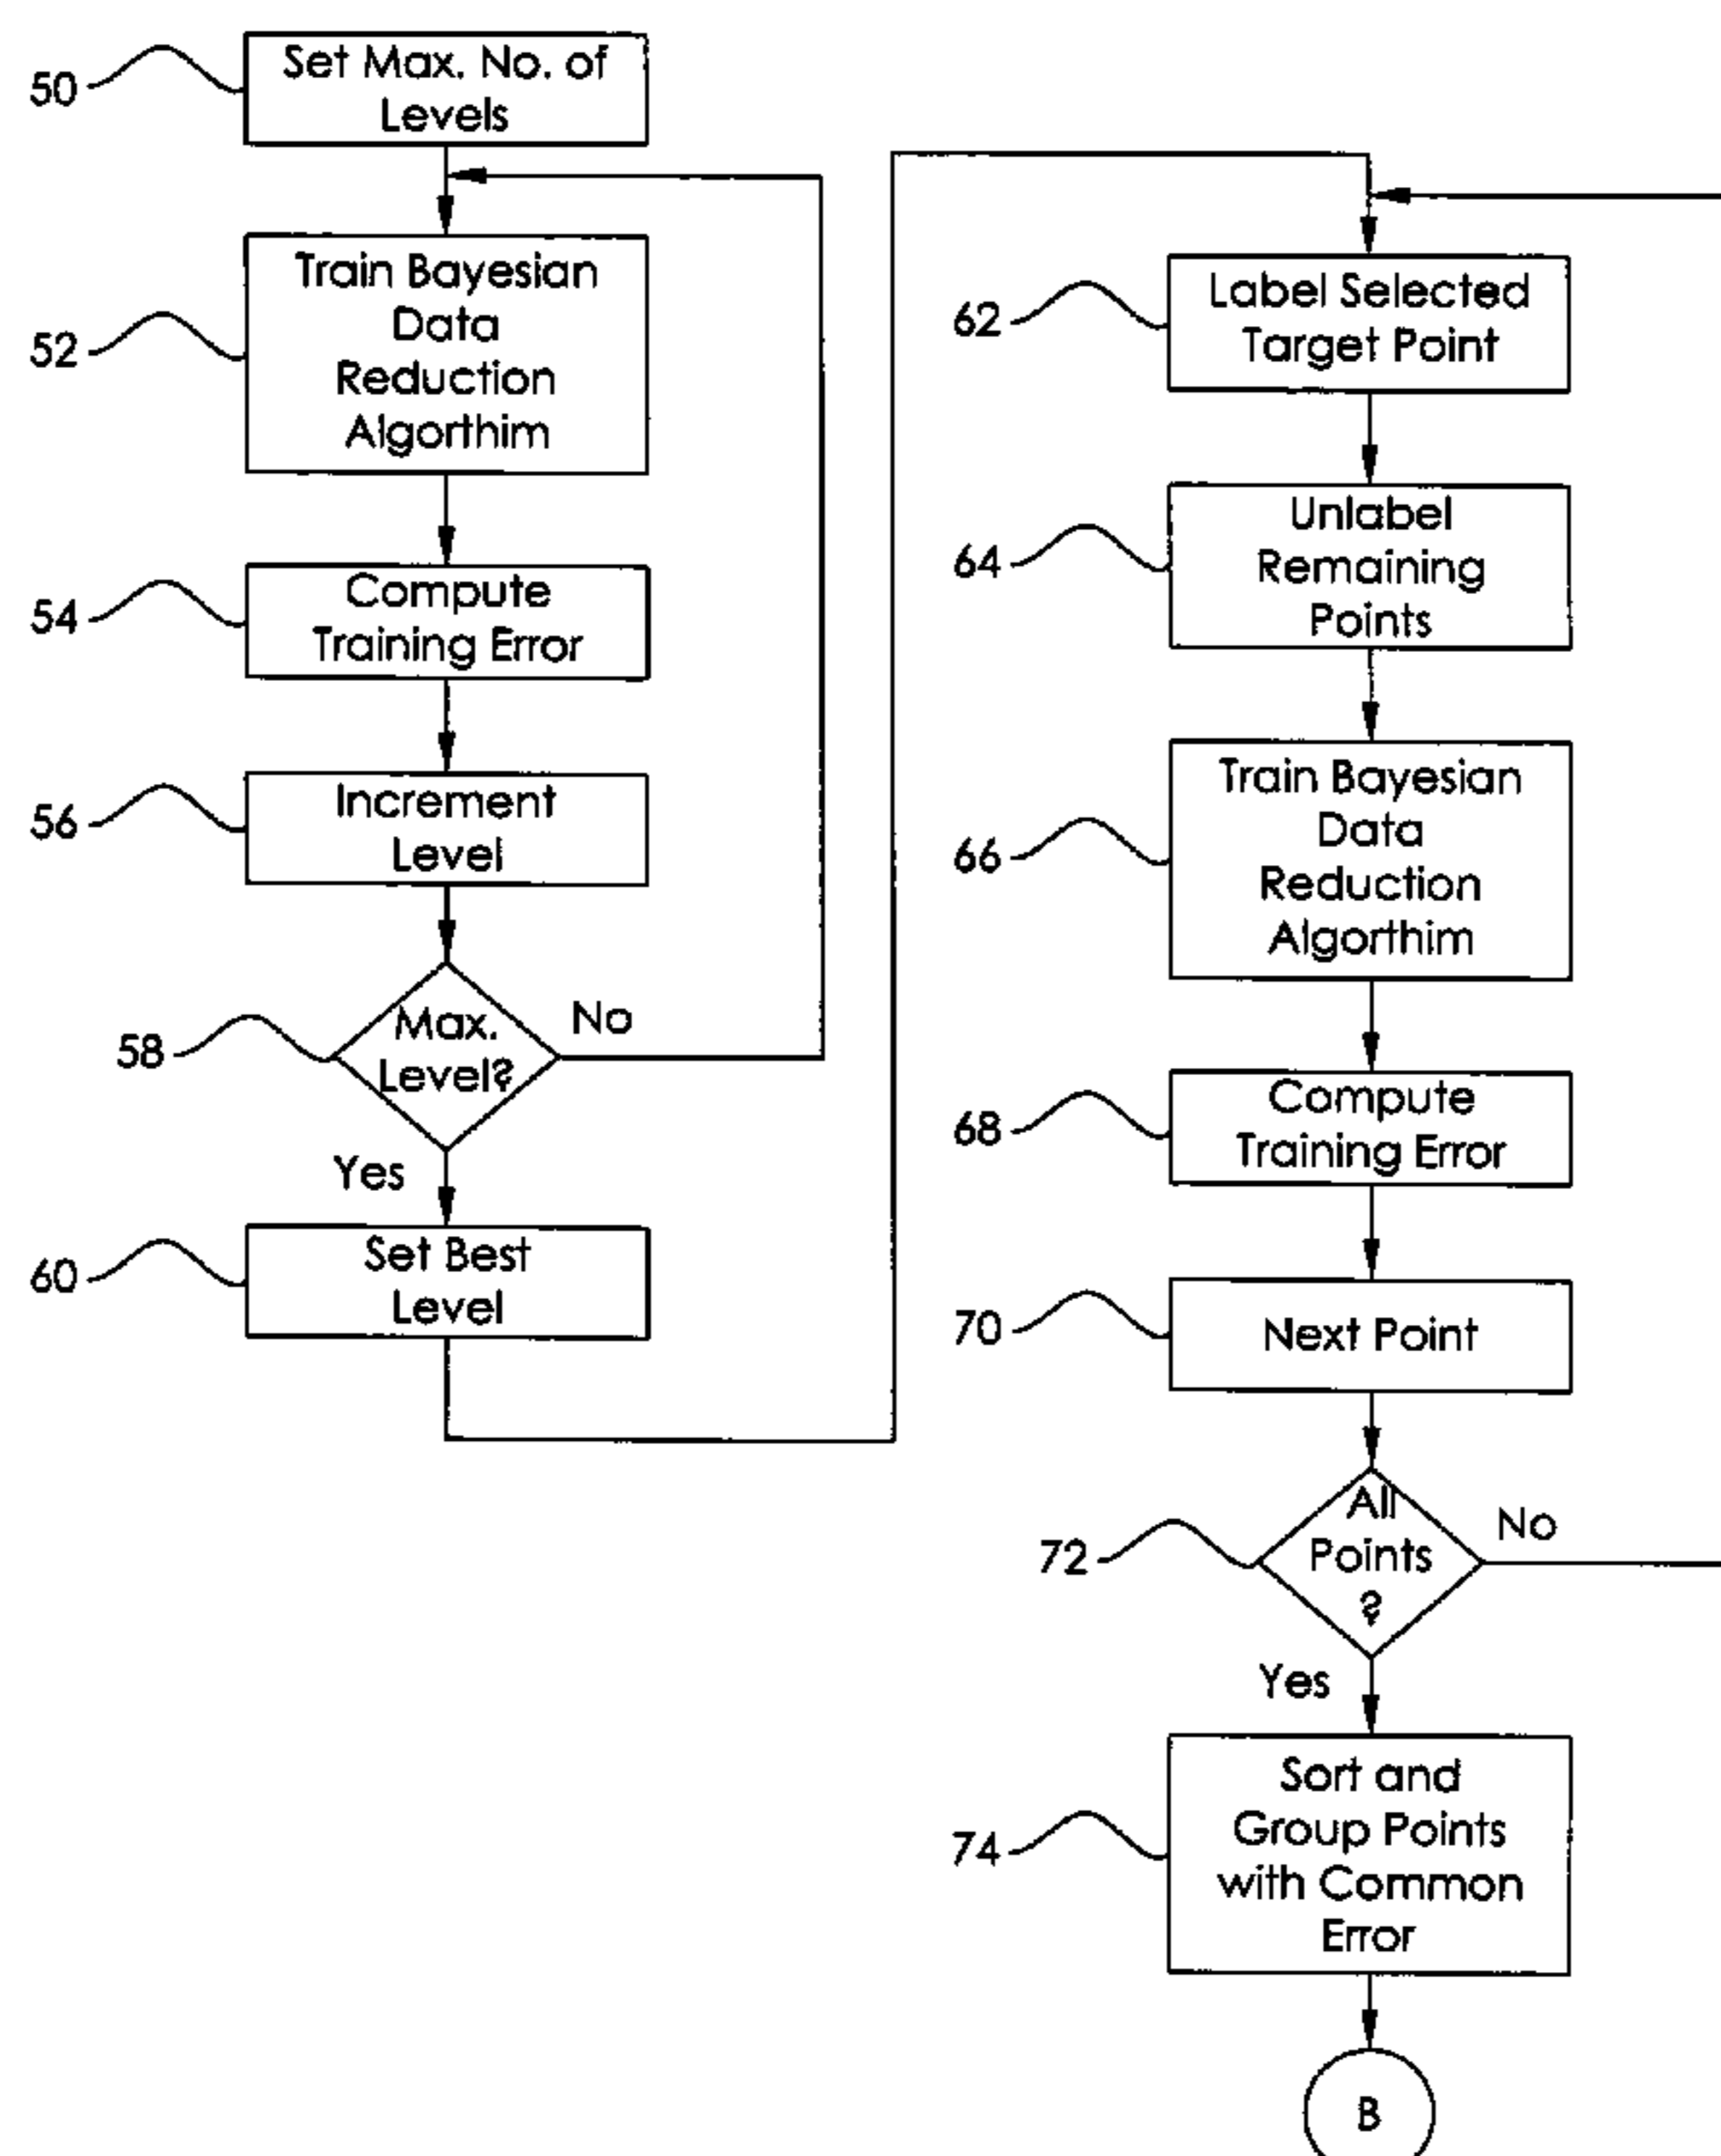 50
Set Max. No. of
Levels
52
Train Bayesian
Data
Reduction
Algorthim
54
Compute
Training Error
56
Increment
Level
58
Max.
Level?
No
Yes
60
Set Best
Level
62
Label Selected
Target Point
64
Unlabel
Remaining
Points
66
Train Bayesian
Data
Reduction
Algorthim
68
Compute
Training Error
70
Next Point
72
All
Points
?
No
Yes
74
Sort and
Group Points
with Common
Error
B